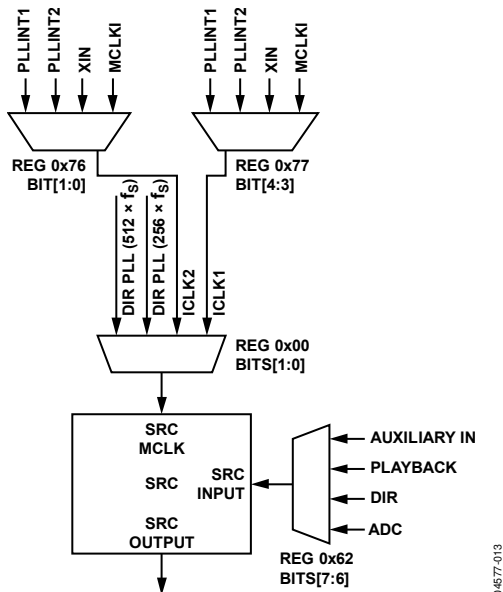 PLLINT1
PLLINT2
XIN
MCLKI
PLLINT1
PLLINT2
XIN
MCLKI
REG 0x76
BIT[1:0]
REG 0x77
BIT[4:3]
DIR PLL (512 × fS)
DIR PLL (256 × fS)
ICLK2
ICLK1
REG 0x00
BITS[1:0]
SRC
MCLK
SRC
SRC
INPUT
SRC
OUTPUT
AUXILIARY IN
PLAYBACK
DIR
ADC
REG 0x62
BITS[7:6]